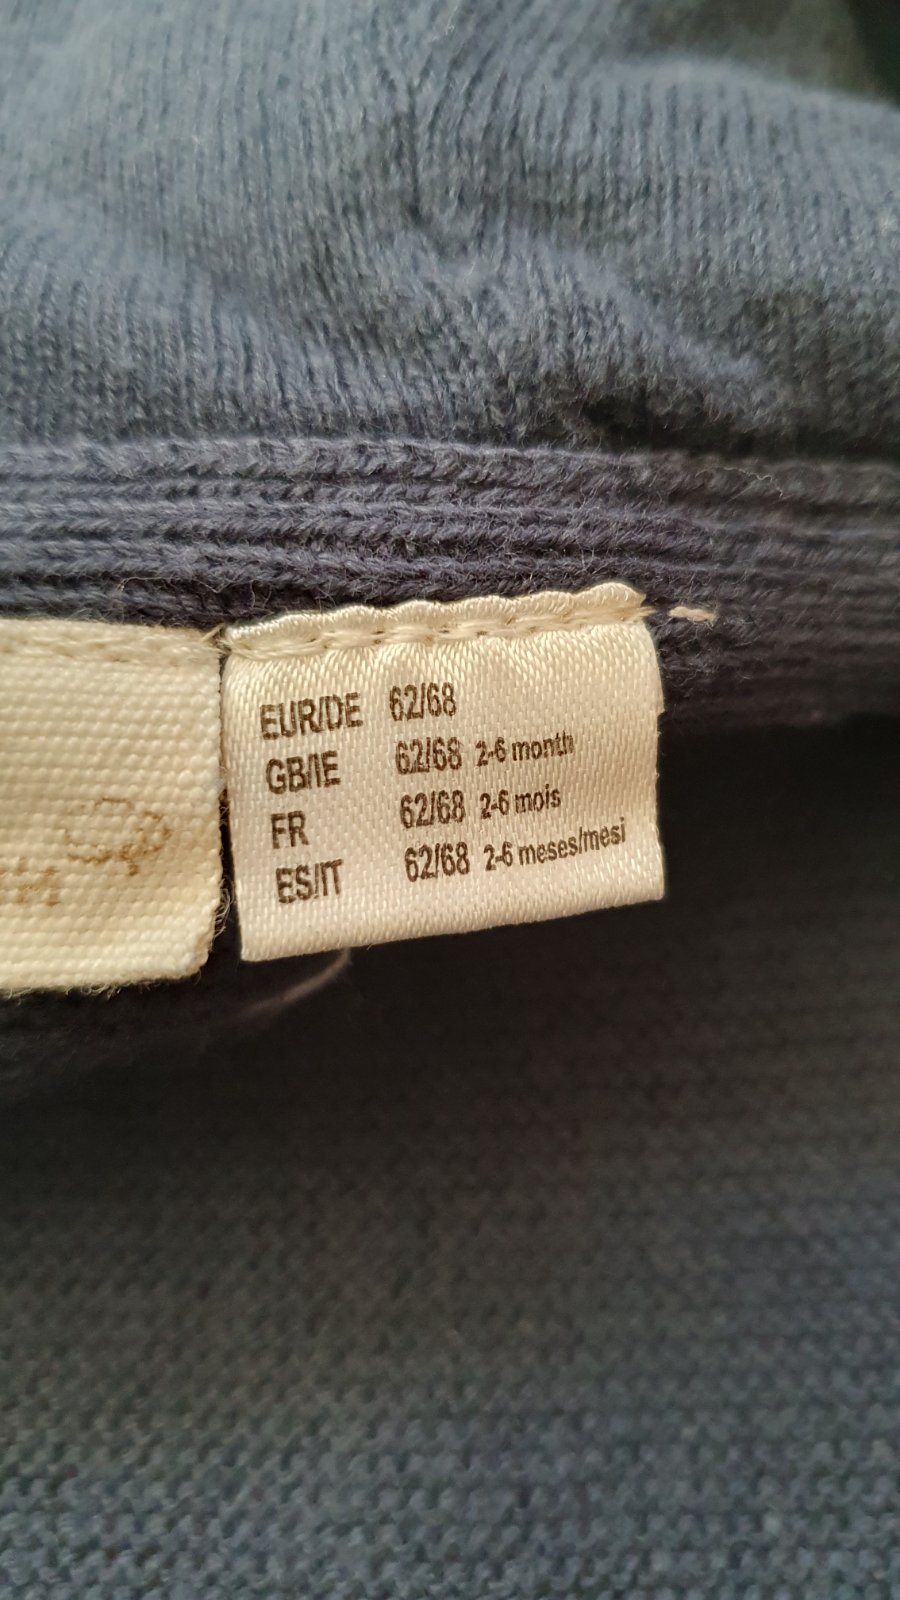 EUR/DE 62/68
GB/IE 62/68 2-6 month
FR 62/68 2-6 mois
ES/IT 62/68 2-6 meses/mesi